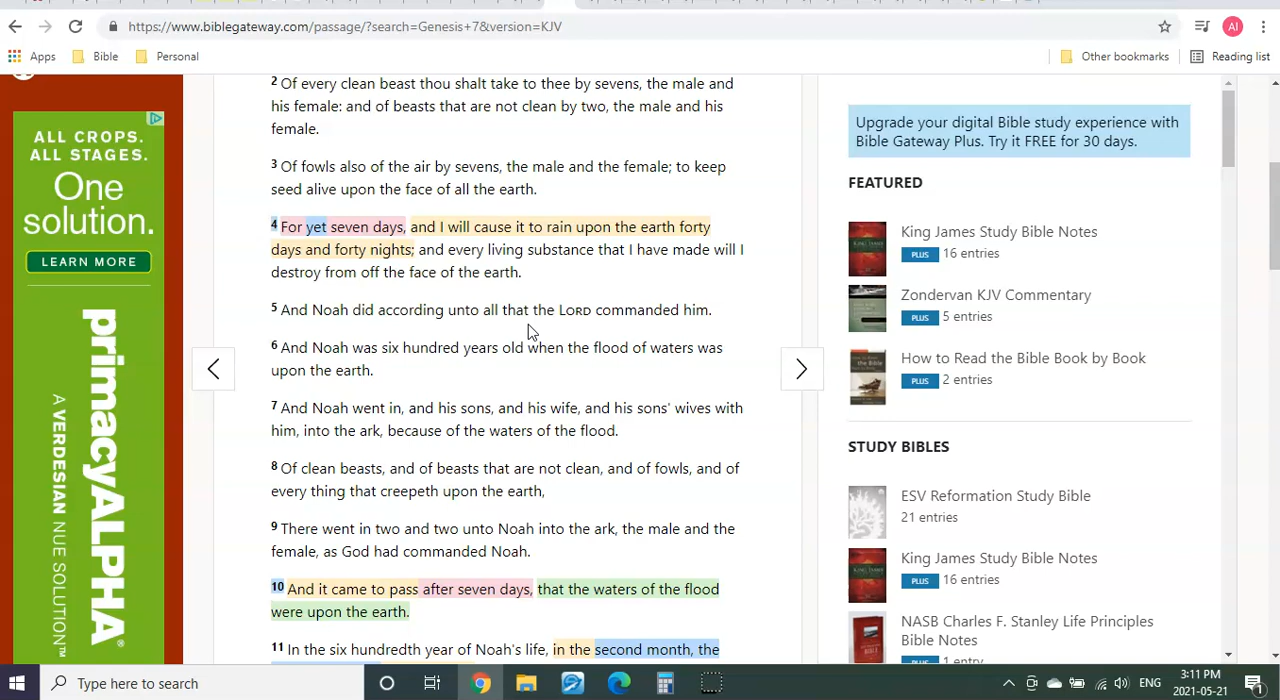 https://www.biblegateway.com/passage/?search=Genesis+7&version=KJV
AI
Apps
Bible
Personal
Other bookmarks
Reading list
ALL CROPS.
ALL STAGES.
One
solution.
LEARN MORE
primacyALPHA®
A VERDESIAN NUE SOLUTION™
2 Of every clean beast thou shalt take to thee by sevens, the male and
his female: and of beasts that are not clean by two, the male and his
female.
3 Of fowls also of the air by sevens, the male and the female; to keep
seed alive upon the face of all the earth.
4 For yet seven days, and I will cause it to rain upon the earth forty
days and forty nights; and every living substance that I have made will I
destroy from off the face of the earth.
5 And Noah did according unto all that the LORD commanded him.
6 And Noah was six hundred years old when the flood of waters was
upon the earth.
7 And Noah went in, and his sons, and his wife, and his sons' wives with
him, into the ark, because of the waters of the flood.
8 Of clean beasts, and of beasts that are not clean, and of fowls, and of
every thing that creepeth upon the earth,
9 There went in two and two unto Noah into the ark, the male and the
female, as God had commanded Noah.
10 And it came to pass after seven days, that the waters of the flood
were upon the earth.
11 In the six hundredth year of Noah's life, in the second month, the
Upgrade your digital Bible study experience with
Bible Gateway Plus. Try it FREE for 30 days.
FEATURED
King James Study Bible Notes
PLUS 16 entries
Zondervan KJV Commentary
PLUS 5 entries
How to Read the Bible Book by Book
PLUS 2 entries
STUDY BIBLES
ESV Reformation Study Bible
21 entries
King James Study Bible Notes
PLUS 16 entries
NASB Charles F. Stanley Life Principles
Bible Notes
PLUS 1 entry
Type here to search
ENG
3:11 PM
2021-05-21
1